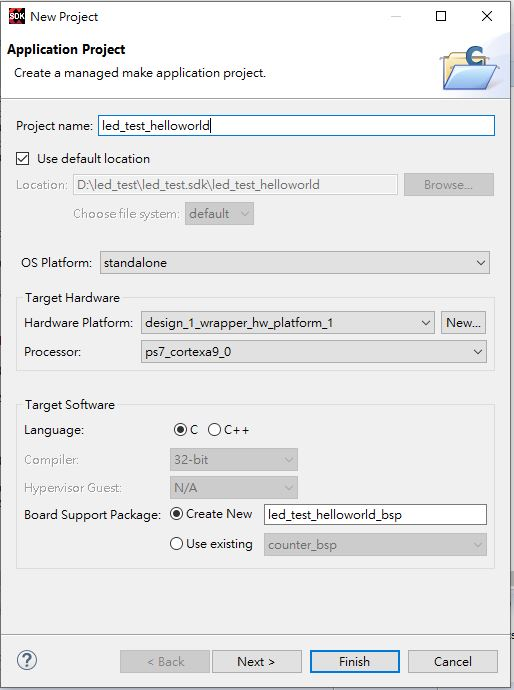 SDK New Project
Application Project
Create a managed make application project.
C
Project name: led_test_helloworld
Use default location
Location: D:\led_test\led_test.sdk\led_test_helloworld Browse...
Choose file system: default
OS Platform: standalone
Target Hardware
Hardware Platform: design_1_wrapper_hw_platform_1 New...
Processor: ps7_cortexa9_0
Target Software
Language: C C++
Compiler: 32-bit
Hypervisor Guest: N/A
Board Support Package: Create New led_test_helloworld_bsp
Use existing counter_bsp
? < Back Next > Finish Cancel